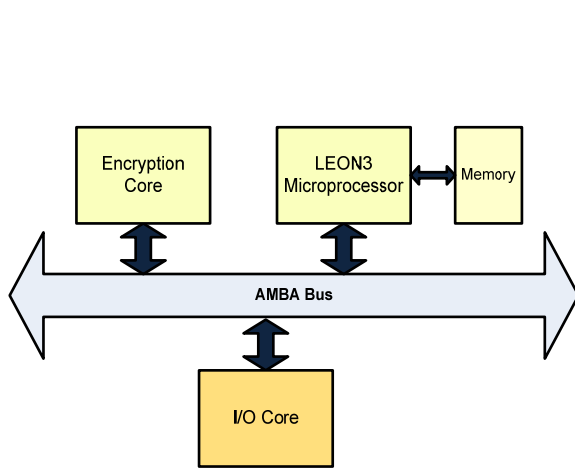 Encryption
Core
LEON3
Microprocessor
Memory
AMBA Bus
I/O Core